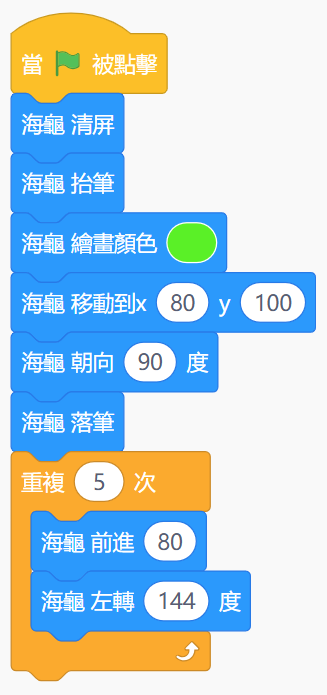 當 被點擊
海龜 清屏
海龜 抬筆
海龜 繪畫顏色
海龜 移動到x 80 y 100
海龜 朝向 90 度
海龜 落筆
重複 5 次
海龜 前進 80
海龜 左轉 144 度